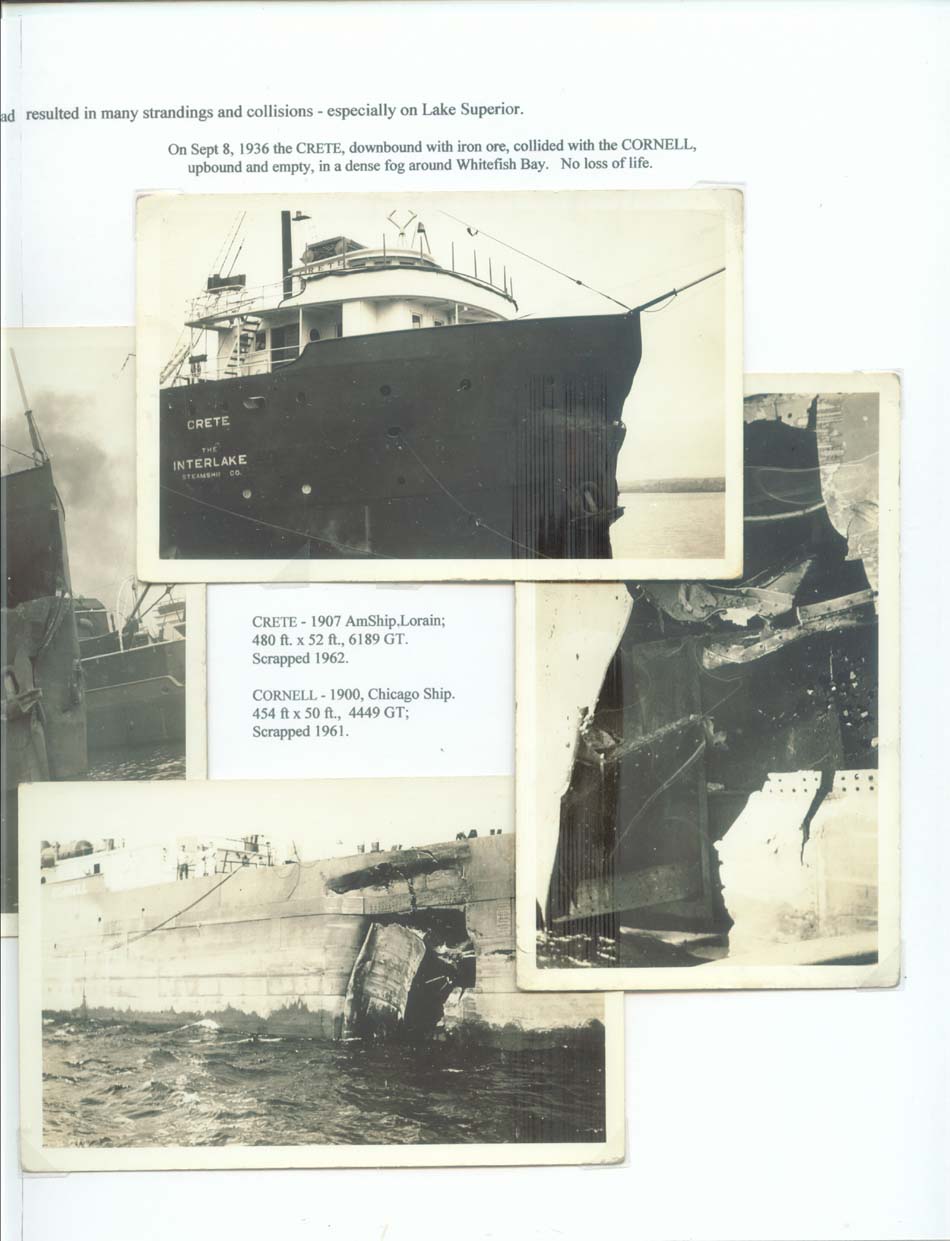 ad resulted in many strandings and collisions - especially on Lake Superior.
On Sept 8, 1936 the CRETE, downbound with iron ore, collided with the CORNELL,
upbound and empty, in a dense fog around Whitefish Bay. No loss of life.
CRETE
THE
INTERLAKE
STEAMSHIP CO.
CRETE - 1907 AmShip,Lorain;
480 ft. x 52 ft., 6189 GT.
Scrapped 1962.
CORNELL - 1900, Chicago Ship.
454 ft x 50 ft., 4449 GT;
Scrapped 1961.
CORNELL